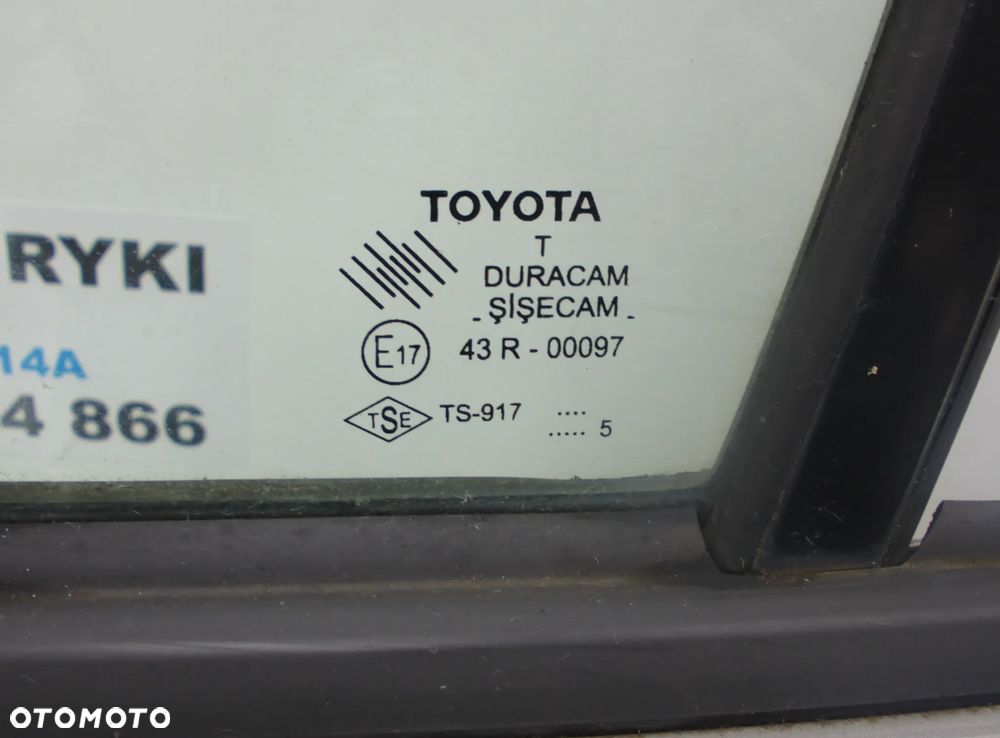 TOYOTA
T
DURACAM
- ŞİŞECAM -
E17 43 R - 00097
TSE TS-917 ....
..... 5
RYKI
14A
4 866
OTOMOTO